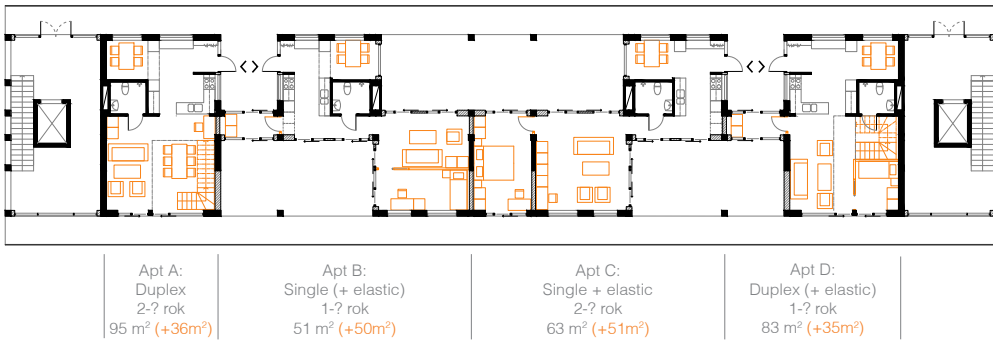 Apt A:
Duplex
2-? rok
95 m² (+36m²)
Apt B:
Single (+ elastic)
1-? rok
51 m² (+50m²)
Apt C:
Single + elastic
2-? rok
63 m² (+51m²)
Apt D:
Duplex (+ elastic)
1-? rok
83 m² (+35m²)